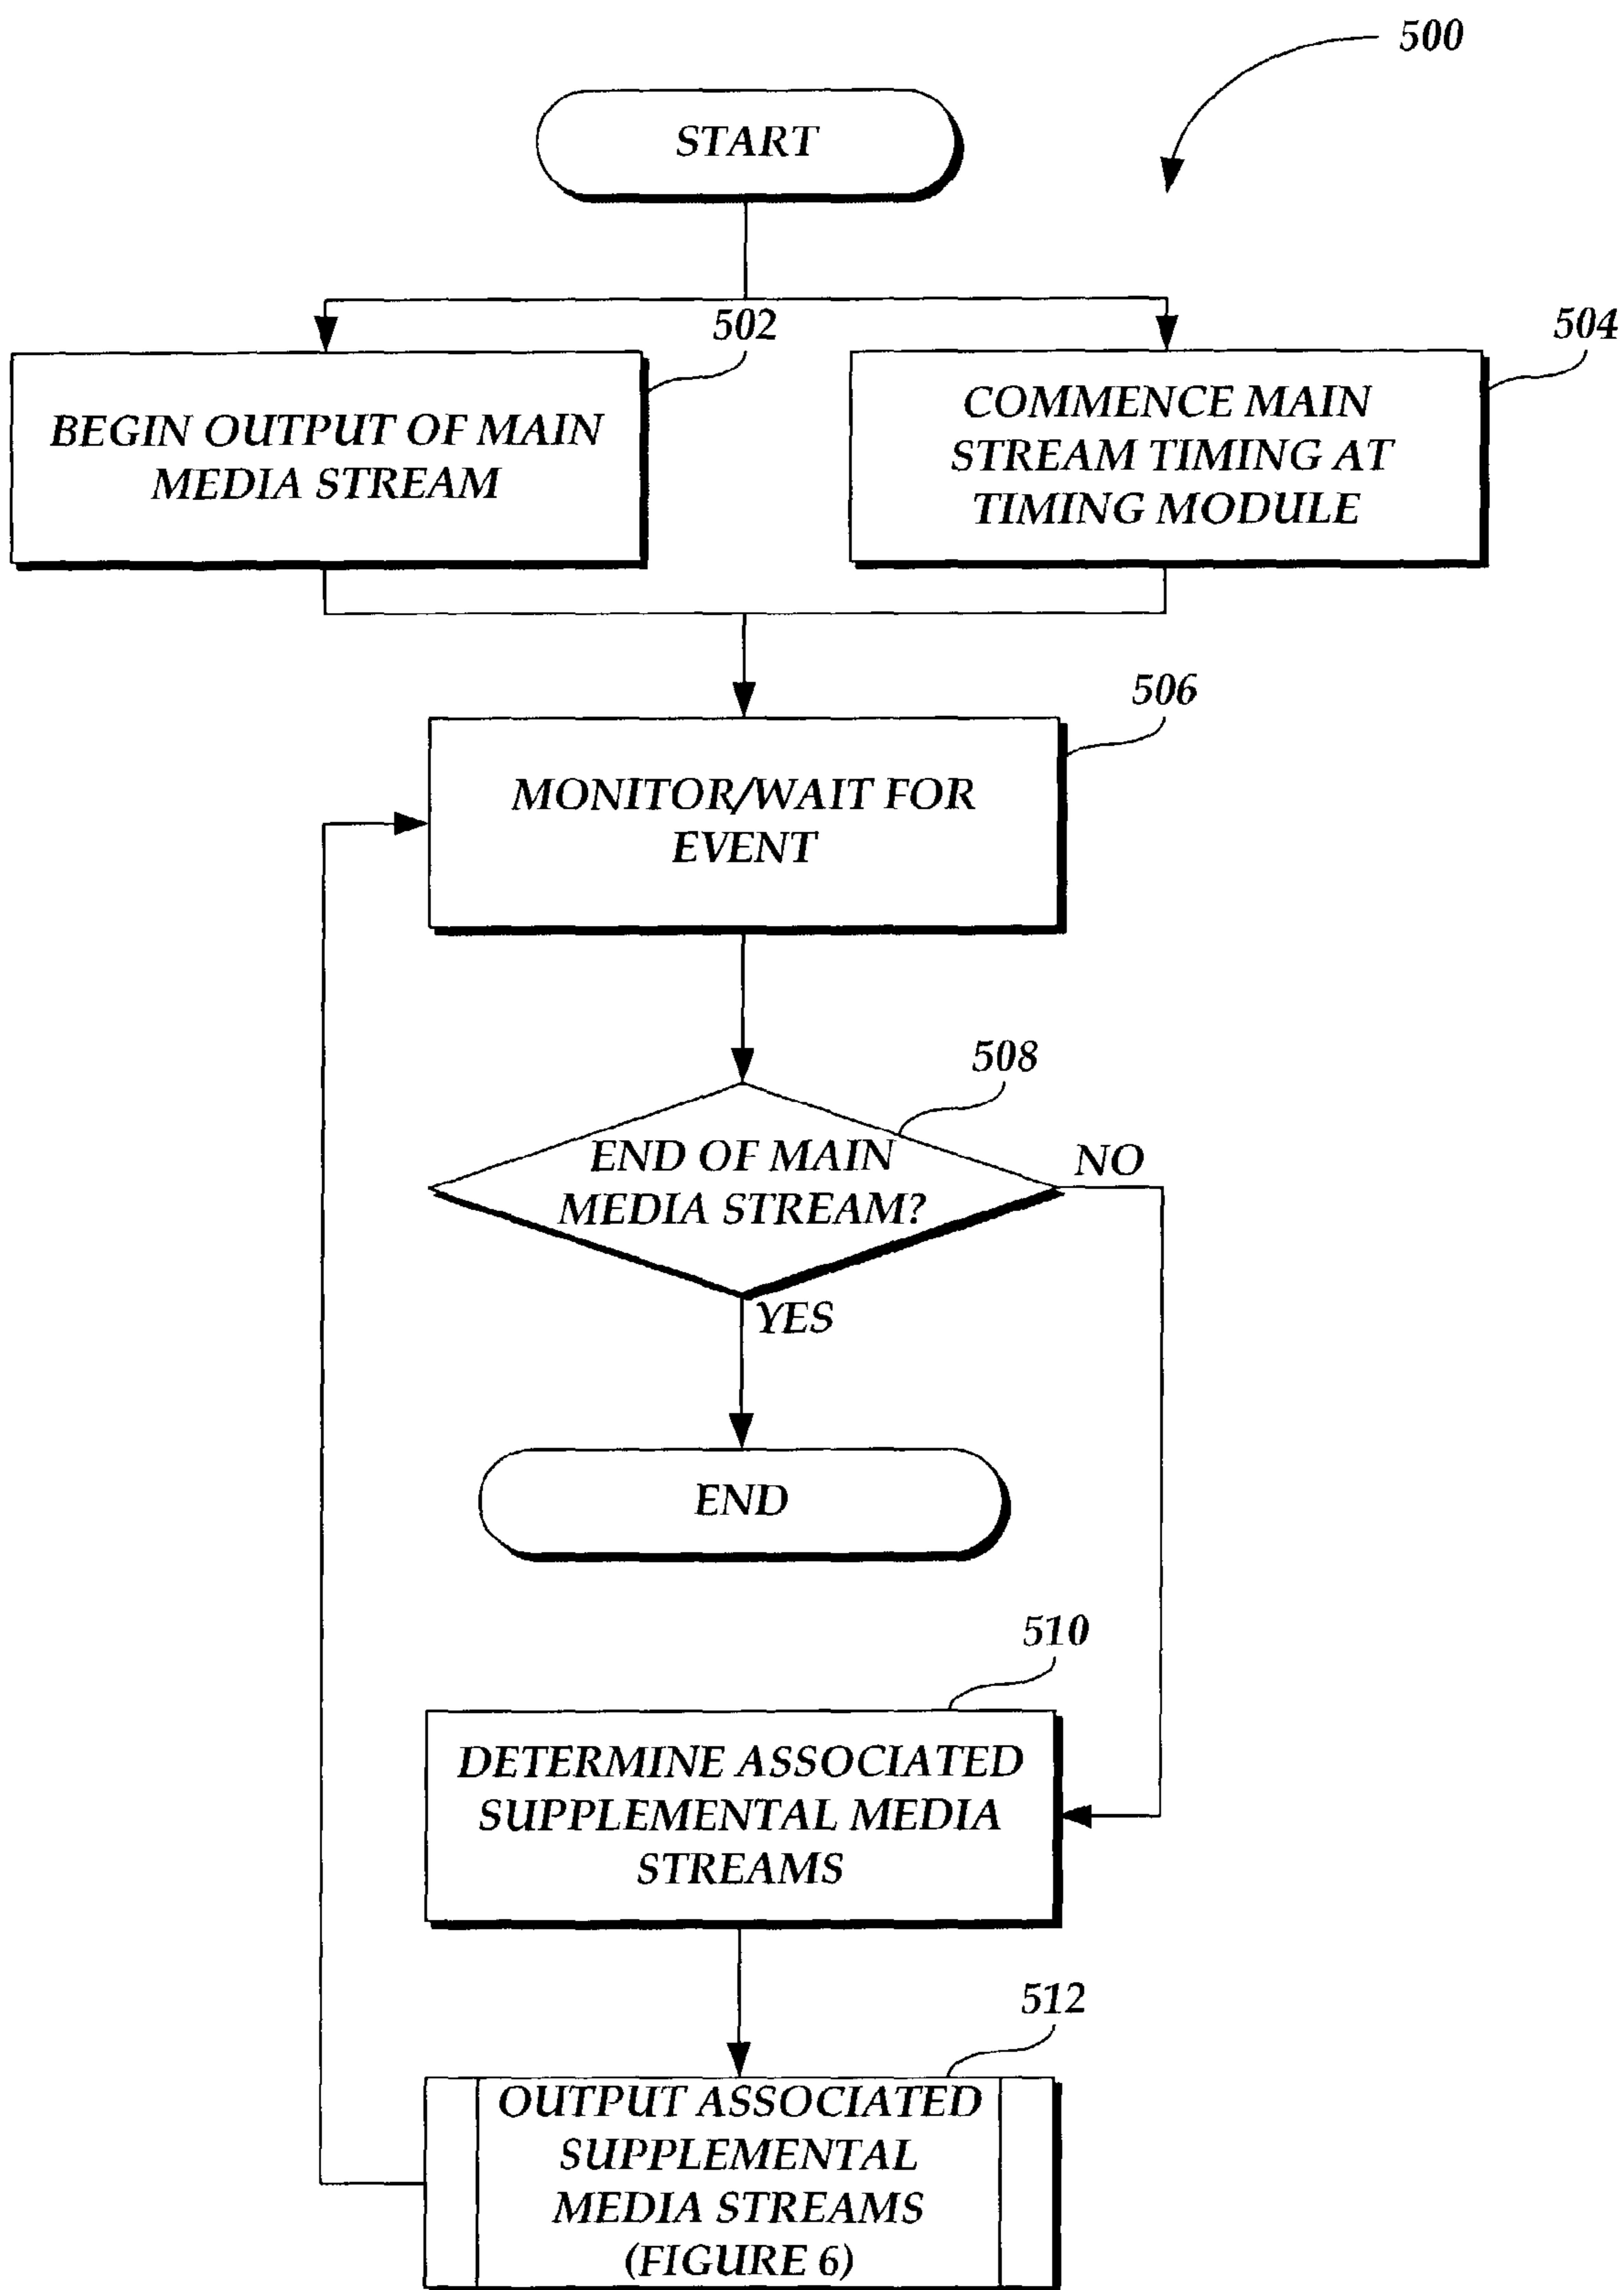 500
START
502
504
BEGIN OUTPUT OF MAIN
MEDIA STREAM
COMMENCE MAIN
STREAM TIMING AT
TIMING MODULE
506
MONITOR/WAIT FOR
EVENT
508
END OF MAIN
MEDIA STREAM?
NO
YES
END
510
DETERMINE ASSOCIATED
SUPPLEMENTAL MEDIA
STREAMS
512
OUTPUT ASSOCIATED
SUPPLEMENTAL
MEDIA STREAMS
(FIGURE 6)